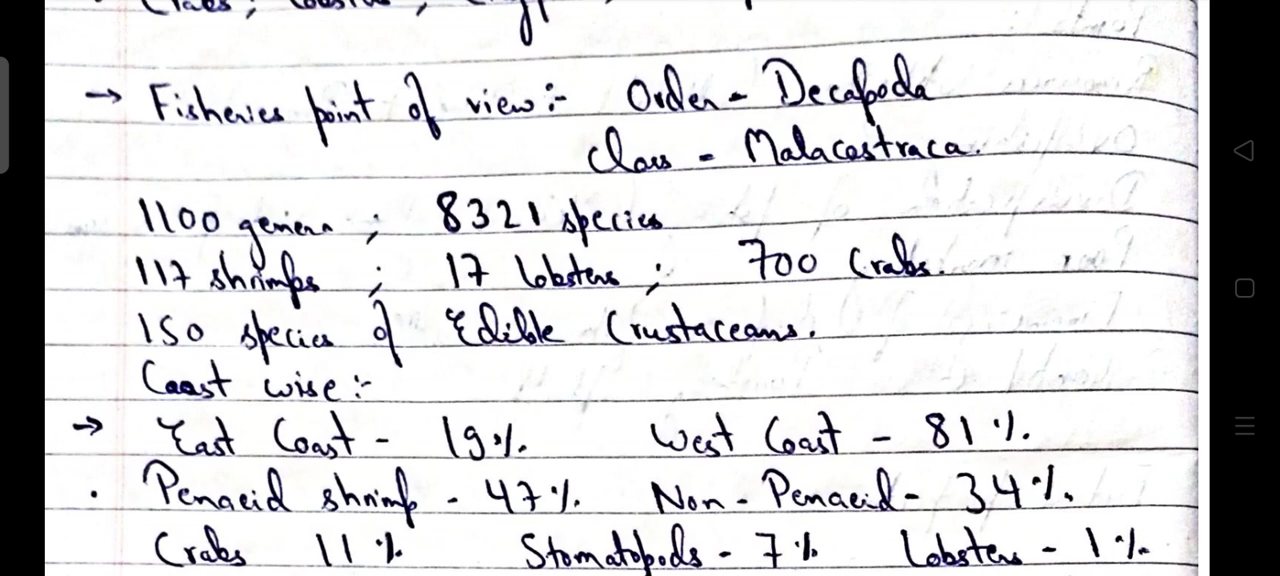 → Fisheries point of view :- Order - Decapoda
Class - Malacostraca.
1100 genera ; 8321 species
117 shrimps ; 17 lobsters ; 700 Crabs.
150 species of Edible Crustaceans.
Coast wise :-
→ East Coast - 19%. West Coast - 81%.
. Penaeid shrimp - 47%. Non-Penaeid - 34%.
Crabs 11% Stomatopods - 7% Lobsters - 1%